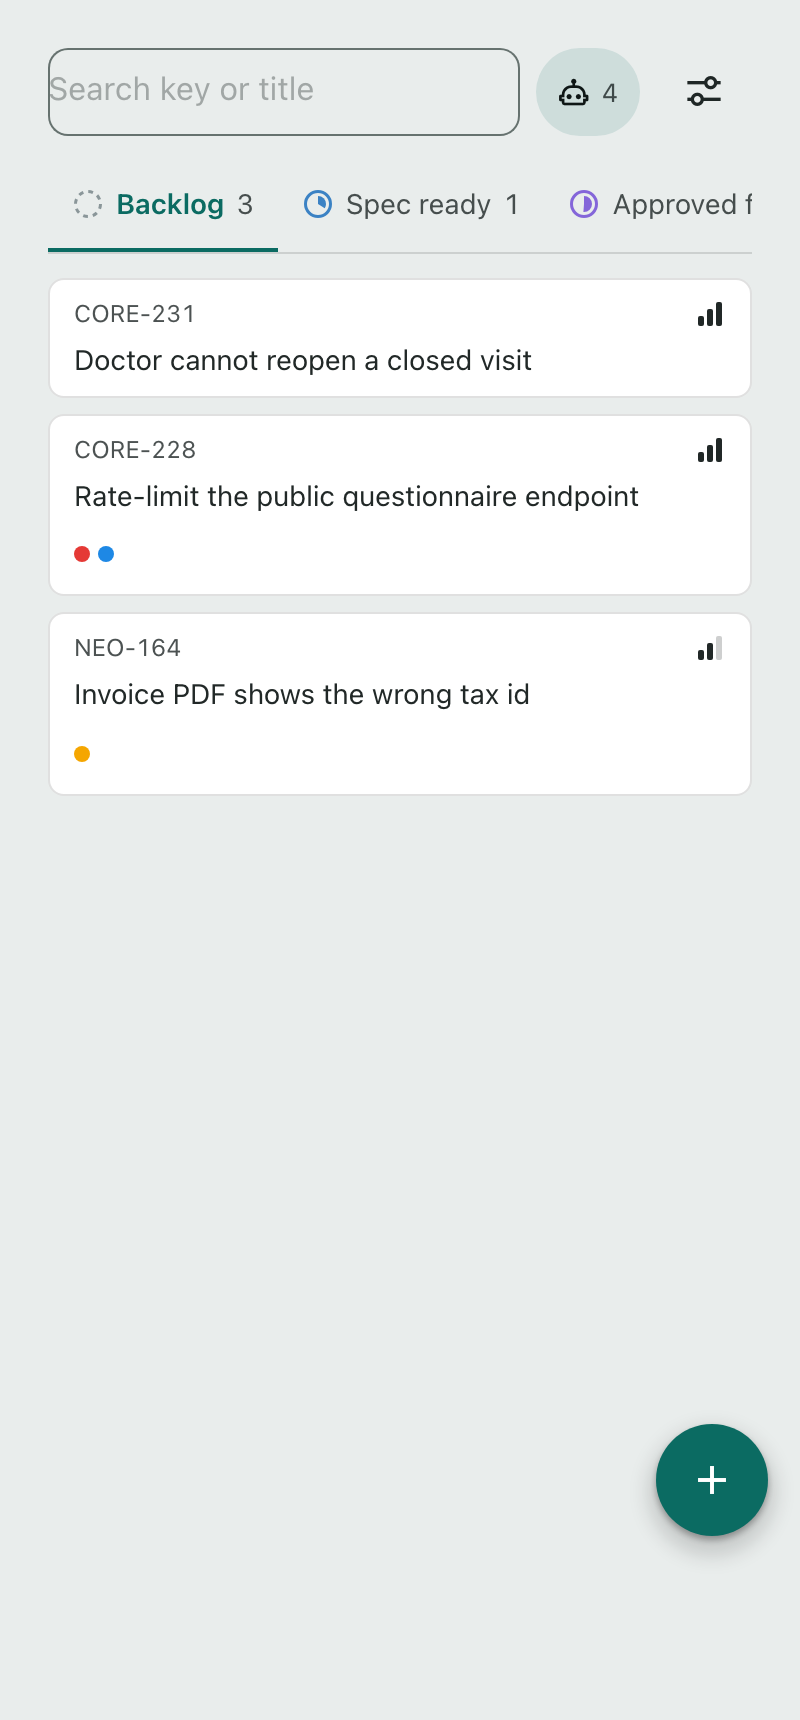 Search key or title
4
Backlog 3
Spec ready 1
Approved f
CORE-231
Doctor cannot reopen a closed visit
CORE-228
Rate-limit the public questionnaire endpoint
NEO-164
Invoice PDF shows the wrong tax id